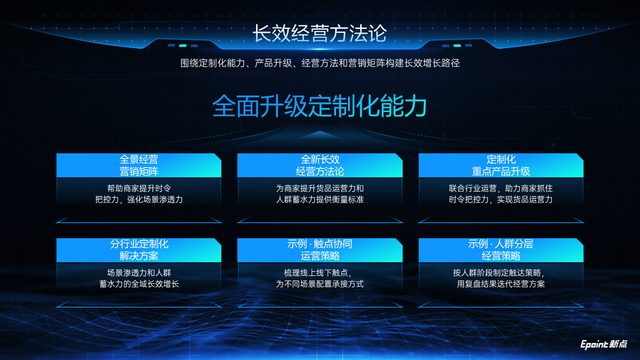 长效经营方法论
围绕定制化能力、产品升级、经营方法和营销矩阵构建长效增长路径
全面升级定制化能力
全景经营
营销矩阵
帮助商家提升时令
把控力，强化场景渗透力
全新长效
经营方法论
为商家提升货品运营力和
人群蓄水力提供衡量标准
定制化
重点产品升级
联合行业运营，助力商家抓住
时令把控力，实现货品运营力
分行业定制化
解决方案
场景渗透力和人群
蓄水力的全域长效增长
示例·触点协同
运营策略
梳理线上线下触点，
为不同场景配置承接方式
示例·人群分层
经营策略
按人群阶段制定触达策略，
用复盘结果迭代经营方案
Epoint新点